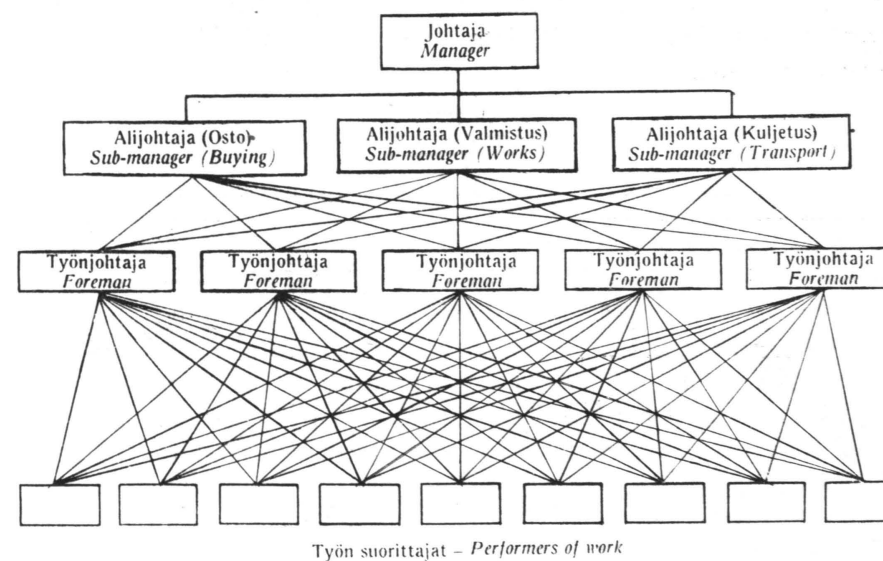 Johtaja
Manager
Alijohtaja (Osto)
Sub-manager (Buying)
Alijohtaja (Valmistus)
Sub-manager (Works)
Alijohtaja (Kuljetus)
Sub-manager (Transport)
Työnjohtaja
Foreman
Työnjohtaja
Foreman
Työnjohtaja
Foreman
Työnjohtaja
Foreman
Työnjohtaja
Foreman
Työn suorittajat – Performers of work